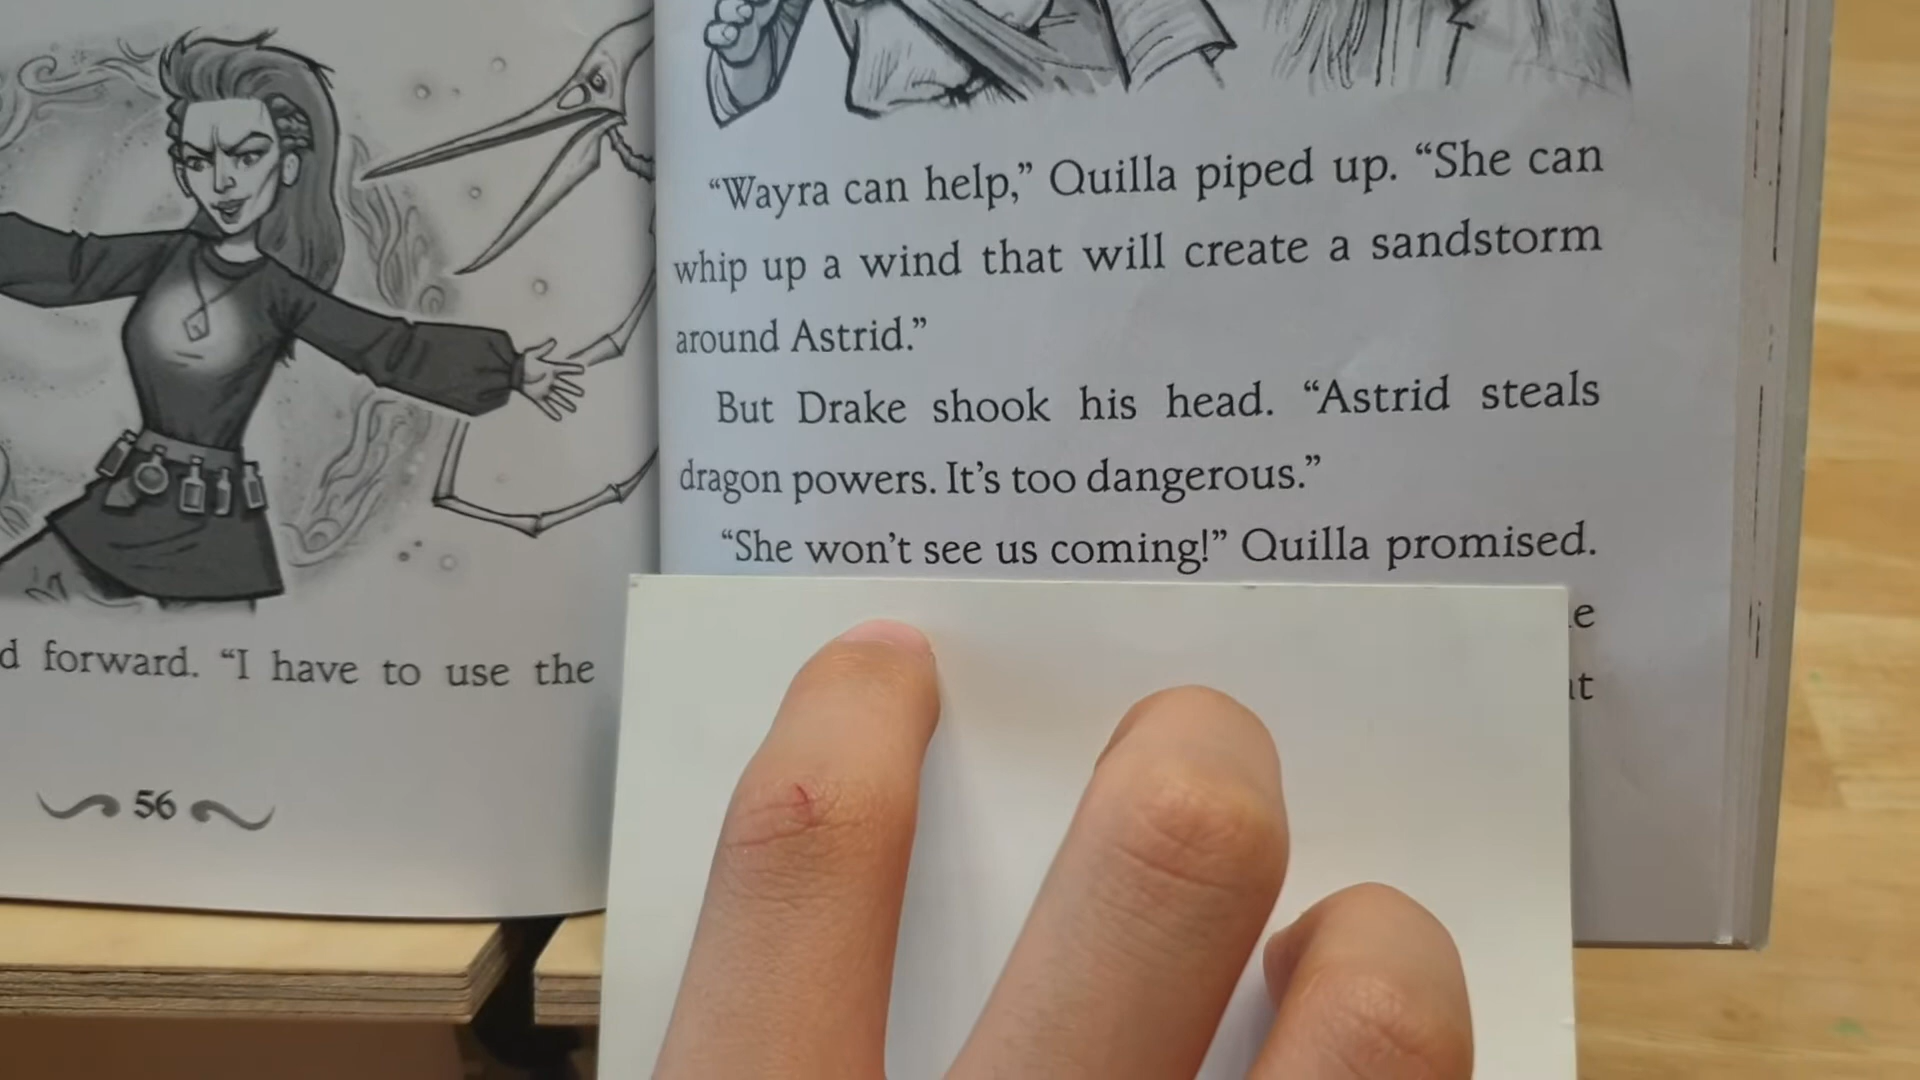 d forward. “I have to use the
56
“Wayra can help,” Quilla piped up. “She can
whip up a wind that will create a sandstorm
around Astrid.”
But Drake shook his head. “Astrid steals
dragon powers. It’s too dangerous.”
“She won’t see us coming!” Quilla promised.